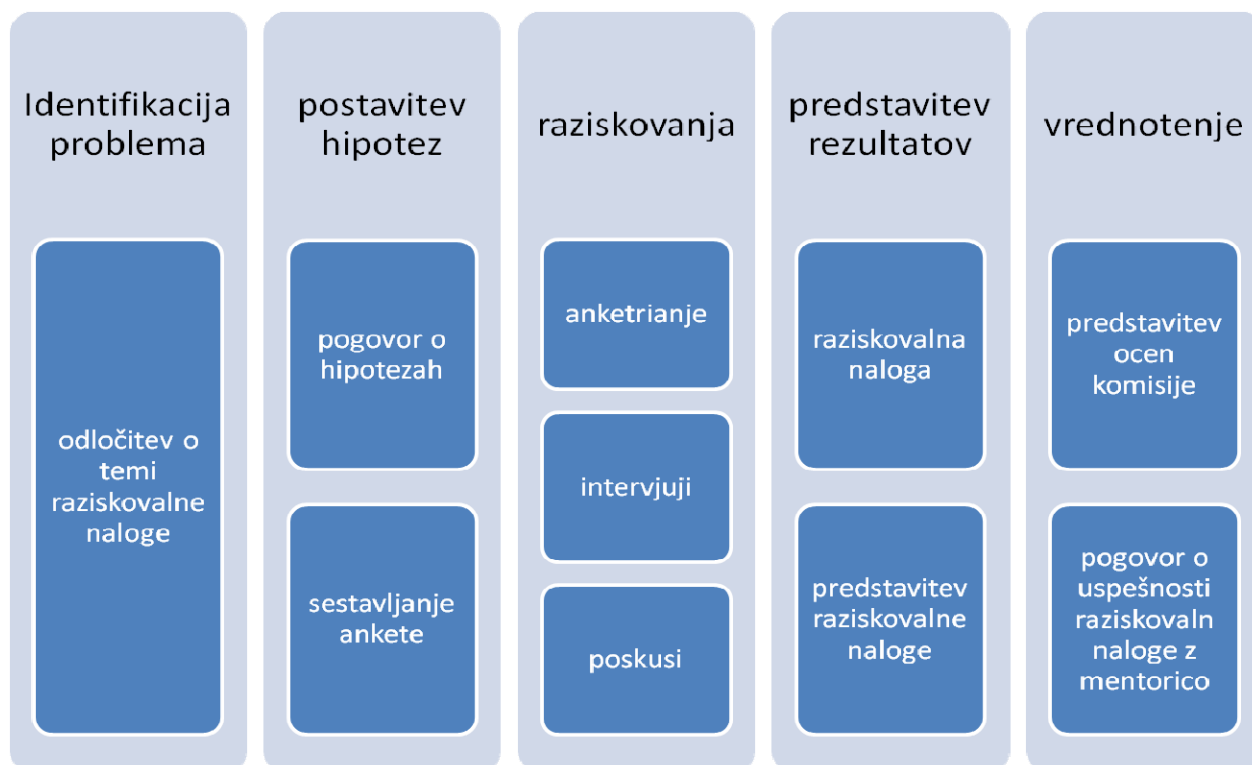 Identifikacija
problema
odločitev o
temi
raziskovalne
naloge
postavitev
hipotez
pogovor o
hipotezah
sestavljanje
ankete
raziskovanja
anketrianje
intervjuji
poskusi
predstavitev
rezultatov
raziskovalna
naloga
predstavitev
raziskovalne
naloge
vrednotenje
predstavitev
ocen
komisije
pogovor o
uspešnosti
raziskovaln
naloge z
mentorico